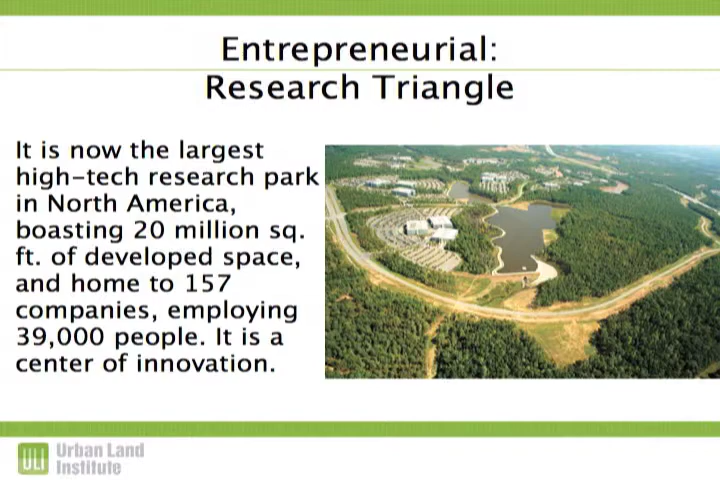 Entrepreneurial:
Research Triangle
It is now the largest
high-tech research park
in North America,
boasting 20 million sq.
ft. of developed space,
and home to 157
companies, employing
39,000 people. It is a
center of innovation.
ULI Urban Land
Institute